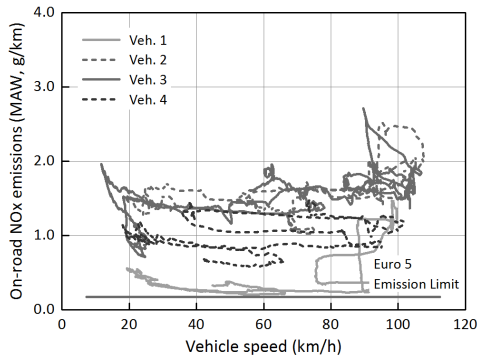 4.0
3.0
2.0
1.0
0.0
On-road NOx emissions (MAW, g/km)
Veh. 1
Veh. 2
Veh. 3
Veh. 4
Euro 5
Emission Limit
0 20 40 60 80 100 120
Vehicle speed (km/h)